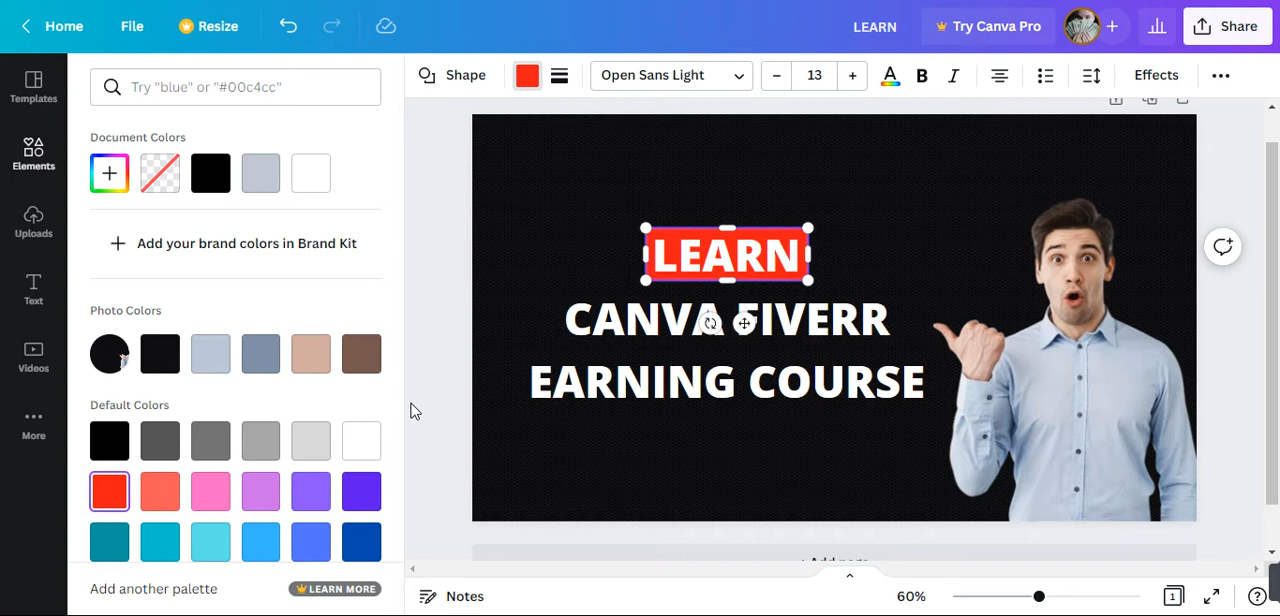 Home
File
Resize
LEARN
Try Canva Pro
Share
Templates
Elements
Uploads
Text
Videos
More
Try "blue" or "#00c4cc"
Document Colors
Add your brand colors in Brand Kit
Photo Colors
Default Colors
Add another palette
LEARN MORE
Shape
Open Sans Light
– 13 +
A
B
I
Effects
LEARN
CANVA FIVERR
EARNING COURSE
Notes
60%
1
?